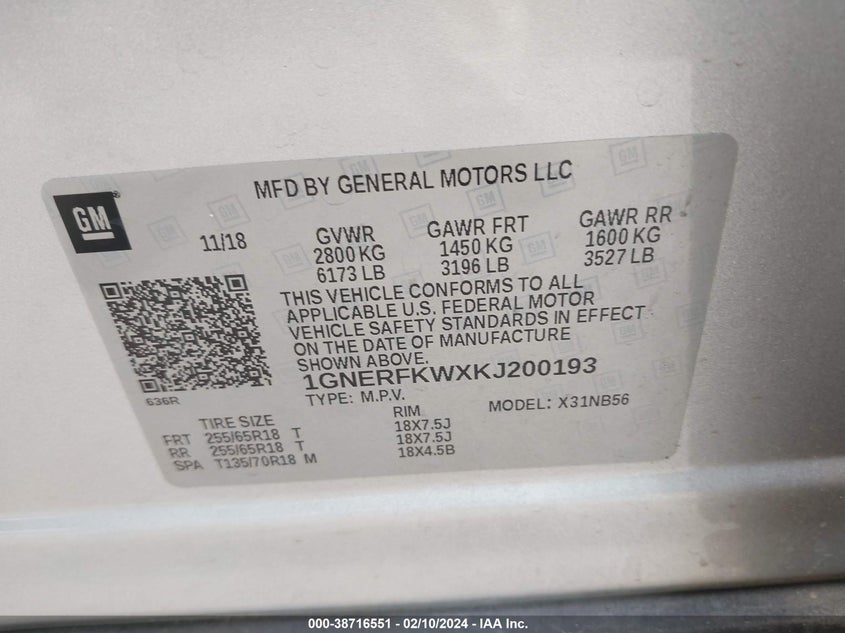 GM
MFD BY GENERAL MOTORS LLC
11/18
GVWR
2800 KG
6173 LB
GAWR FRT
1450 KG
3196 LB
GAWR RR
1600 KG
3527 LB
THIS VEHICLE CONFORMS TO ALL
APPLICABLE U.S. FEDERAL MOTOR
VEHICLE SAFETY STANDARDS IN EFFECT
ON THE DATE OF MANUFACTURE
SHOWN ABOVE.
1GNERFKWXKJ200193
TYPE: M.P.V.
MODEL: X31NB56
636R
TIRE SIZE
RIM
FRT 255/65R18 T 18X7.5J
RR 255/65R18 T 18X7.5J
SPA T135/70R18 M 18X4.5B
000-38716551 - 02/10/2024 - IAA Inc.